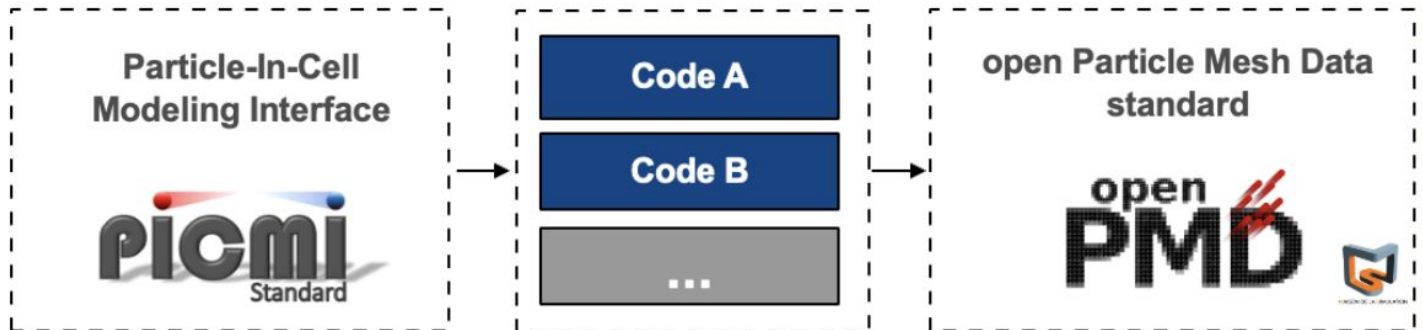 Particle-In-Cell
Modeling Interface
PICMI
Standard
Code A
Code B
...
open Particle Mesh Data
standard
open
PMD